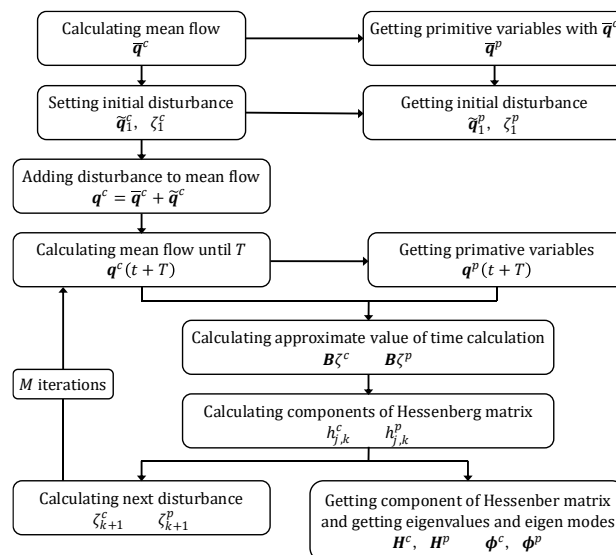 Calculating mean flow
q̅ᶜ
Getting primitive variables with q̅ᶜ
q̅ᵖ
Setting initial disturbance
q̃₁ᶜ, ζ₁ᶜ
Getting initial disturbance
q̃₁ᵖ, ζ₁ᵖ
Adding disturbance to mean flow
qᶜ = q̅ᶜ + q̃ᶜ
Calculating mean flow until T
qᶜ(t + T)
Getting primative variables
qᵖ(t + T)
Calculating approximate value of time calculation
Bζᶜ Bζᵖ
M iterations
Calculating components of Hessenberg matrix
hᶜⱼ,ₖ hᵖⱼ,ₖ
Calculating next disturbance
ζᶜₖ₊₁ ζᵖₖ₊₁
Getting component of Hessenber matrix
and getting eigenvalues and eigen modes
Hᶜ, Hᵖ ϕᶜ, ϕᵖ